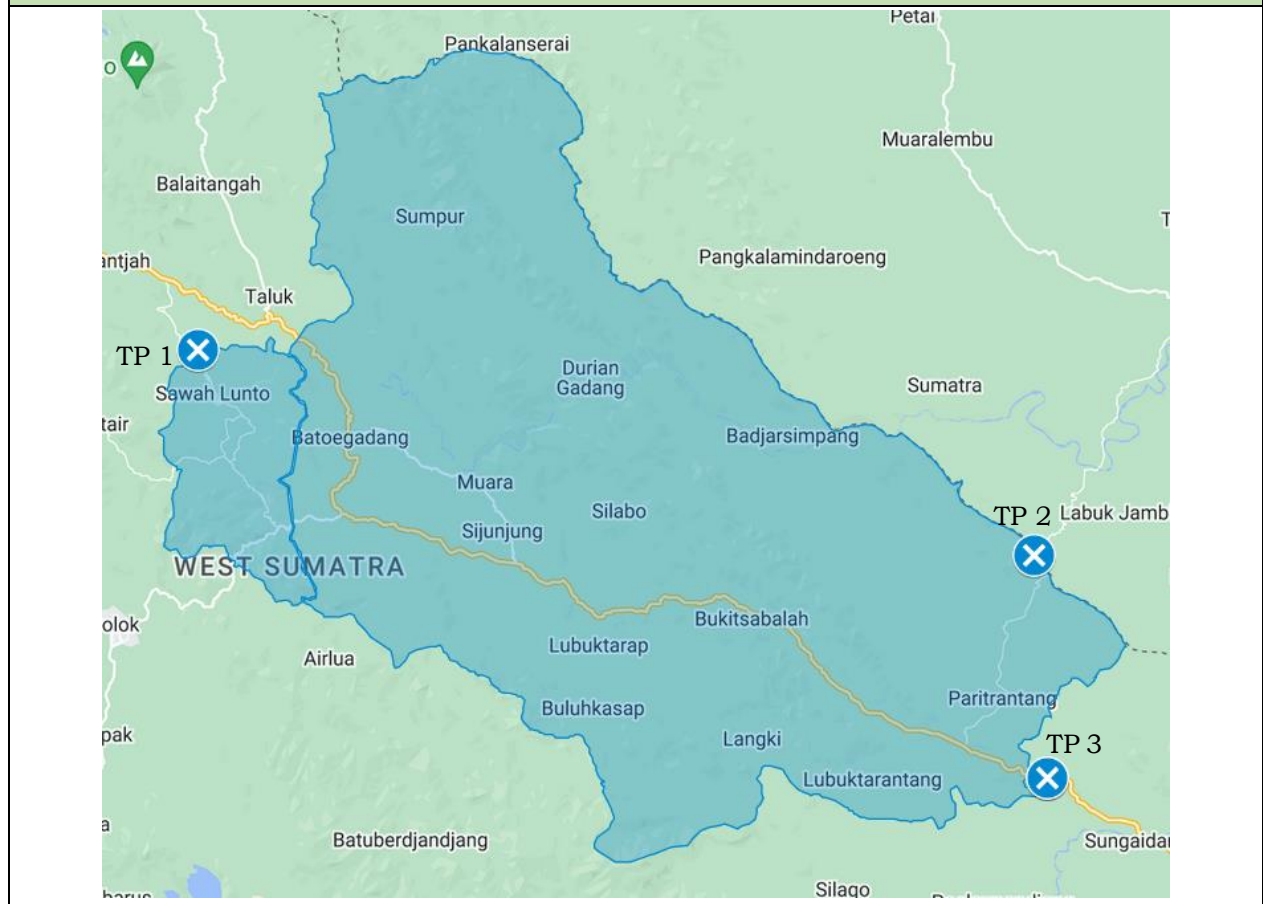 Petai
Pankalanserai
o
Muaralembu
Balaitangah
Sumpur
T
antjah
Pangkalamindaroeng
Taluk
TP 1
Durian
Gadang
Sumatra
Sawah Lunto
tair
Batoegadang
Badjarsimpang
Muara
Silabo
TP 2
Labuk Jamb
Sijunjung
WEST SUMATRA
olok
Bukitsabalah
Lubuktarap
Airlua
Paritrantang
Buluhkasap
pak
Langki
TP 3
Lubuktarantang
a
Batuberdjandjang
Sungaidar
Silago